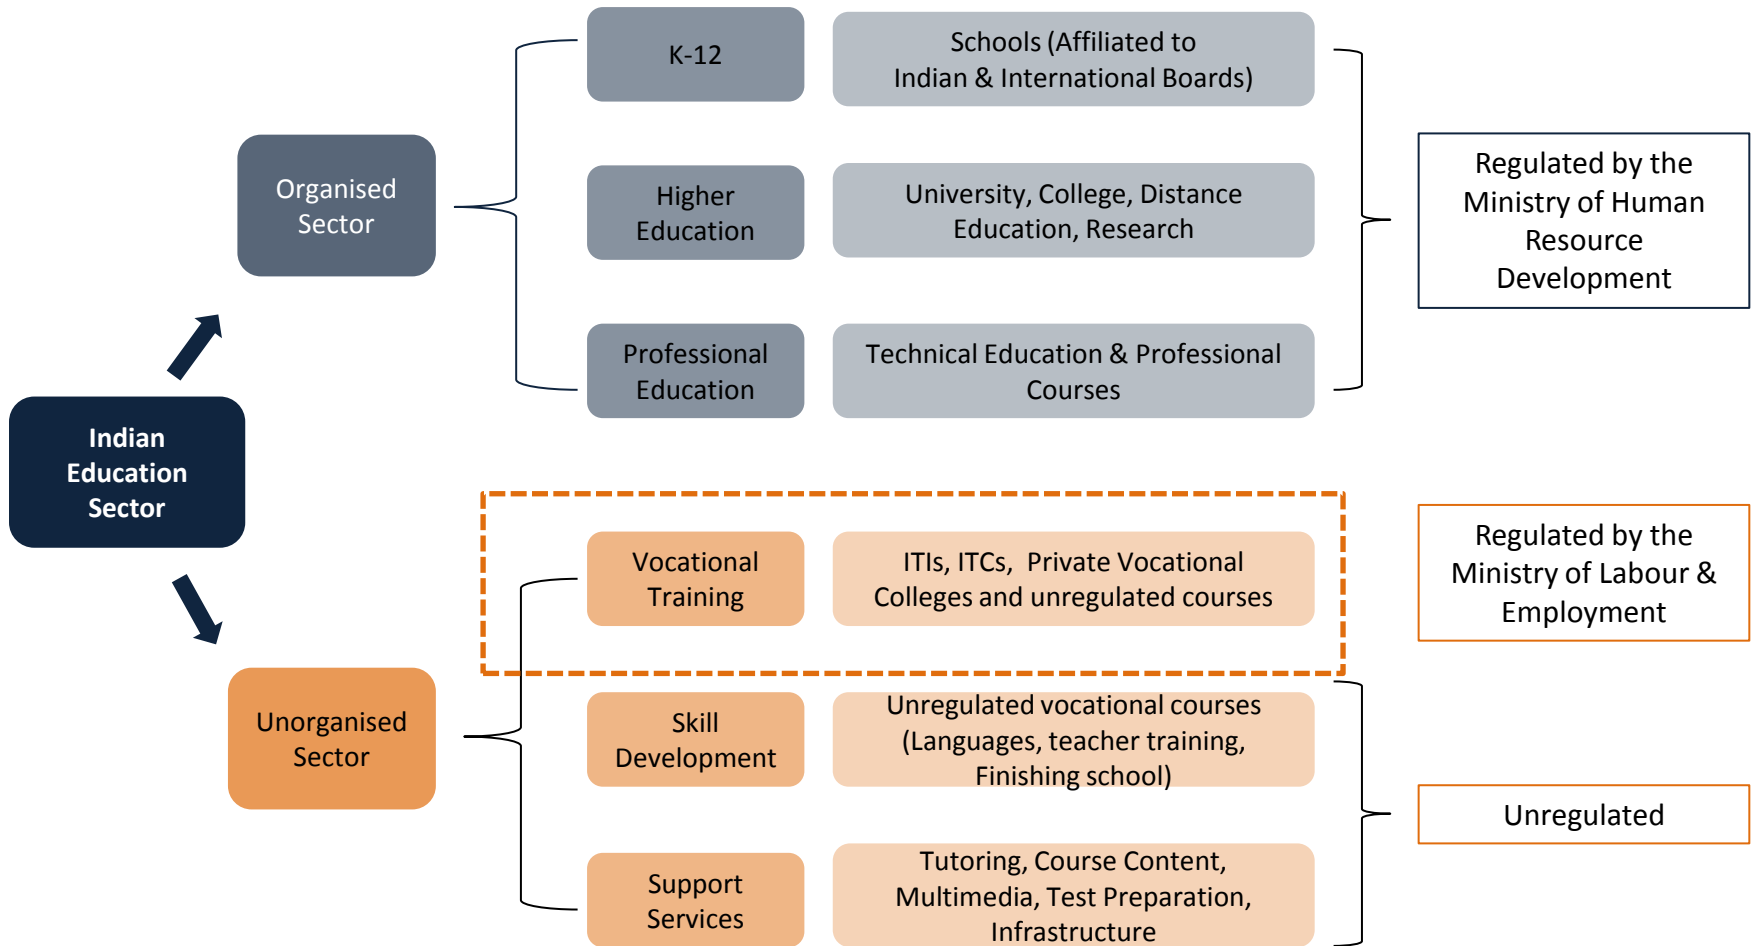 K-12
Schools (Affiliated to
Indian & International Boards)
Organised
Sector
Higher
Education
University, College, Distance
Education, Research
Regulated by the
Ministry of Human
Resource
Development
Professional
Education
Technical Education & Professional
Courses
Indian
Education
Sector
Vocational
Training
ITIs, ITCs,  Private Vocational
Colleges and unregulated courses
Regulated by the
Ministry of Labour &
Employment
Unorganised
Sector
Skill
Development
Unregulated vocational courses
(Languages, teacher training,
Finishing school)
Unregulated
Support
Services
Tutoring, Course Content,
Multimedia, Test Preparation,
Infrastructure